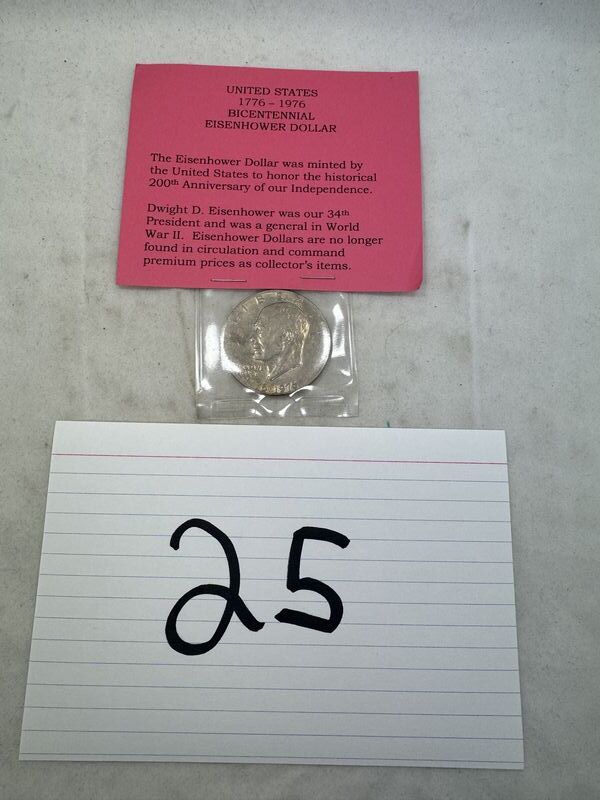 UNITED STATES
1776 – 1976
BICENTENNIAL
EISENHOWER DOLLAR
The Eisenhower Dollar was minted by
the United States to honor the historical
200th Anniversary of our Independence.
Dwight D. Eisenhower was our 34th
President and was a general in World
War II. Eisenhower Dollars are no longer
found in circulation and command
premium prices as collector's items.
25